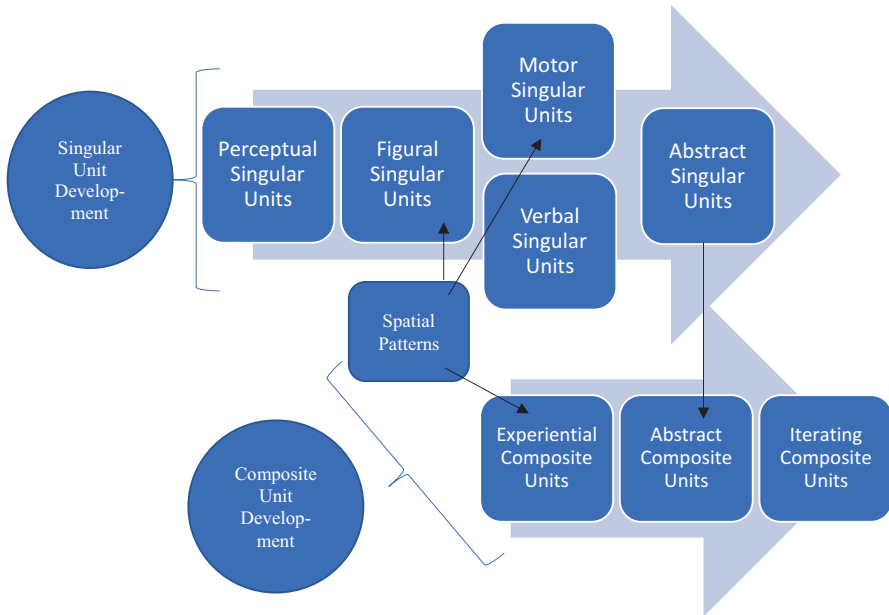 Singular
Unit
Develop-
ment
Perceptual
Singular
Units
Figural
Singular
Units
Motor
Singular
Units
Verbal
Singular
Units
Abstract
Singular
Units
Spatial
Patterns
Composite
Unit
Develop-
ment
Experiential
Composite
Units
Abstract
Composite
Units
Iterating
Composite
Units